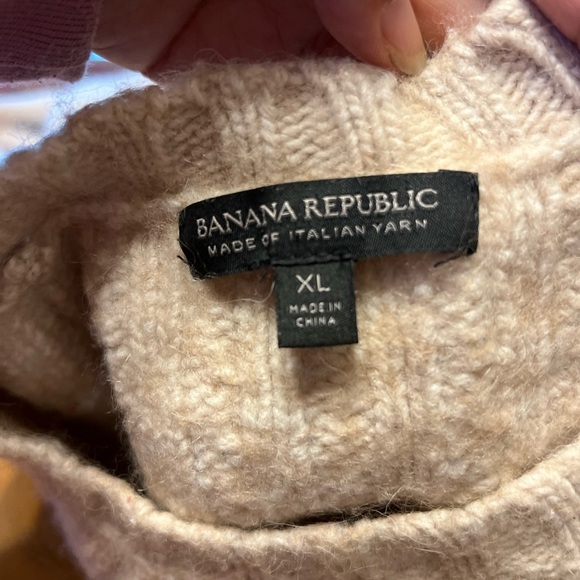 BANANA REPUBLIC
MADE OF ITALIAN YARN
XL
MADE IN
CHINA